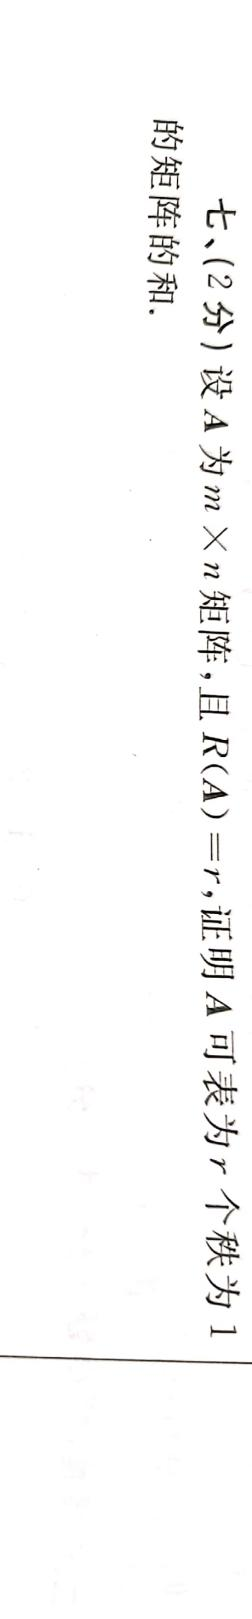 七、(2 分) 设 A 为 m×n 矩阵,且 R(A)=r,证明 A 可表为 r 个秩为 1
的矩阵的和.